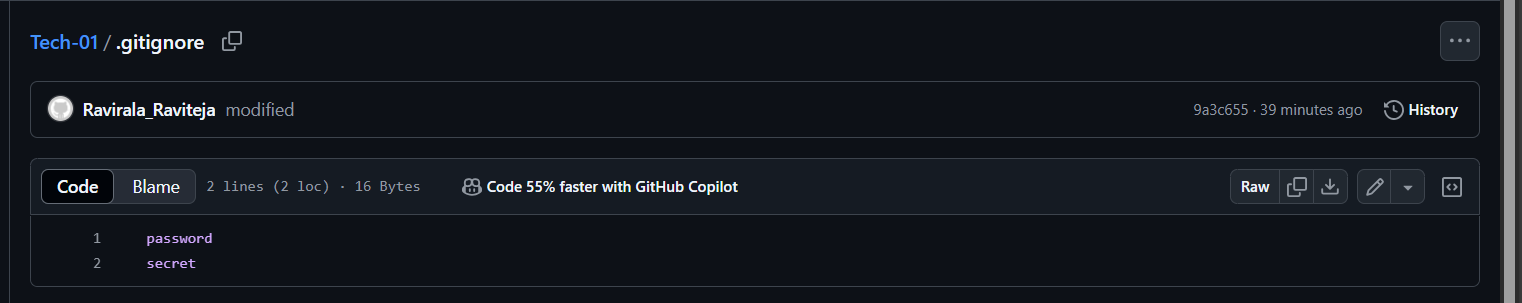 Tech-01 / .gitignore
Ravirala_Raviteja modified 9a3c655 · 39 minutes ago History
Code Blame 2 lines (2 loc) · 16 Bytes Code 55% faster with GitHub Copilot Raw
1 password
2 secret